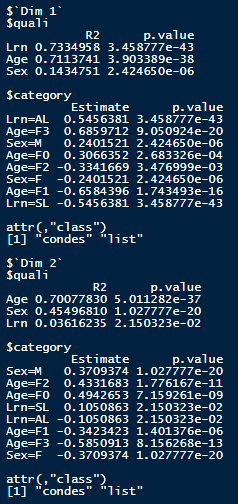 $`Dim 1`
$quali
R2 p.value
Lrn 0.7334958 3.458777e-43
Age 0.7113741 3.903389e-38
Sex 0.1434751 2.424650e-06
$category
Estimate p.value
Lrn=AL 0.5456381 3.458777e-43
Age=F3 0.6859712 9.050924e-20
Sex=M 0.2401521 2.424650e-06
Age=F0 0.3066352 2.683326e-04
Age=F2 -0.3341669 3.476999e-03
Sex=F -0.2401521 2.424650e-06
Age=F1 -0.6584396 1.743493e-16
Lrn=SL -0.5456381 3.458777e-43
attr(,"class")
[1] "condes" "list"
$`Dim 2`
$quali
R2 p.value
Age 0.70077830 5.011282e-37
Sex 0.45496810 1.027777e-20
Lrn 0.03616235 2.150323e-02
$category
Estimate p.value
Sex=M 0.3709374 1.027777e-20
Age=F2 0.4331683 1.776167e-11
Age=F0 0.4942653 7.159261e-09
Lrn=SL 0.1050863 2.150323e-02
Lrn=AL -0.1050863 2.150323e-02
Age=F1 -0.3423423 1.401376e-06
Age=F3 -0.5850913 8.156268e-13
Sex=F -0.3709374 1.027777e-20
attr(,"class")
[1] "condes" "list"